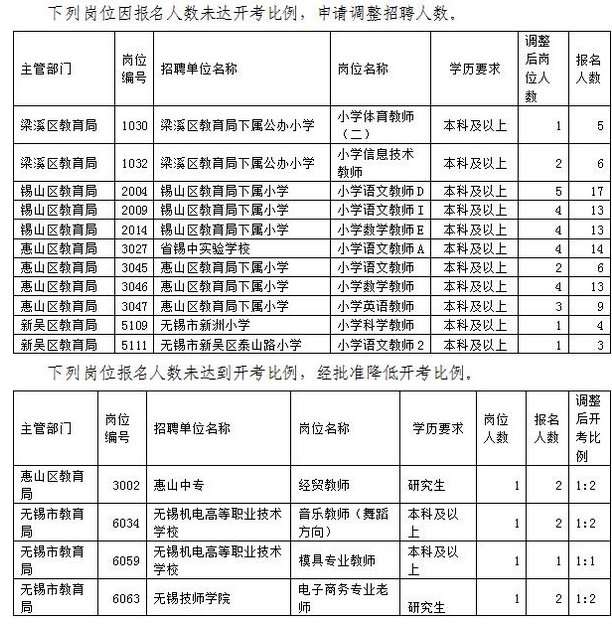 下列岗位因报名人数未达开考比例，申请调整招聘人数。
主管部门 岗位编号 招聘单位名称 岗位名称 学历要求 调整后岗位人数 报名人数
梁溪区教育局 1030 梁溪区教育局下属公办小学 小学体育教师（二） 本科及以上 1 5
梁溪区教育局 1032 梁溪区教育局下属公办小学 小学信息技术教师 本科及以上 2 6
锡山区教育局 2004 锡山区教育局下属小学 小学语文教师D 本科及以上 5 17
锡山区教育局 2009 锡山区教育局下属小学 小学语文教师I 本科及以上 4 13
锡山区教育局 2014 锡山区教育局下属小学 小学数学教师E 本科及以上 4 13
惠山区教育局 3027 省锡中实验学校 小学语文教师A 本科及以上 4 14
惠山区教育局 3045 惠山区教育局下属小学 小学语文教师 本科及以上 2 6
惠山区教育局 3046 惠山区教育局下属小学 小学数学教师 本科及以上 4 13
惠山区教育局 3047 惠山区教育局下属小学 小学英语教师 本科及以上 3 9
新吴区教育局 5109 无锡市新洲小学 小学科学教师 本科及以上 1 4
新吴区教育局 5111 无锡市新吴区泰山路小学 小学语文教师2 本科及以上 1 3
下列岗位报名人数未达到开考比例，经批准降低开考比例。
主管部门 岗位编号 招聘单位名称 岗位名称 学历要求 岗位人数 报名人数 调整后开考比例
惠山区教育局 3002 惠山中专 经贸教师 研究生 1 2 1:2
无锡市教育局 6034 无锡机电高等职业技术学校 音乐教师（舞蹈方向） 本科及以上 1 2 1:2
无锡市教育局 6059 无锡机电高等职业技术学校 模具专业教师 本科及以上 1 1 1:1
无锡市教育局 6063 无锡技师学院 电子商务专业老师 研究生 1 2 1:2